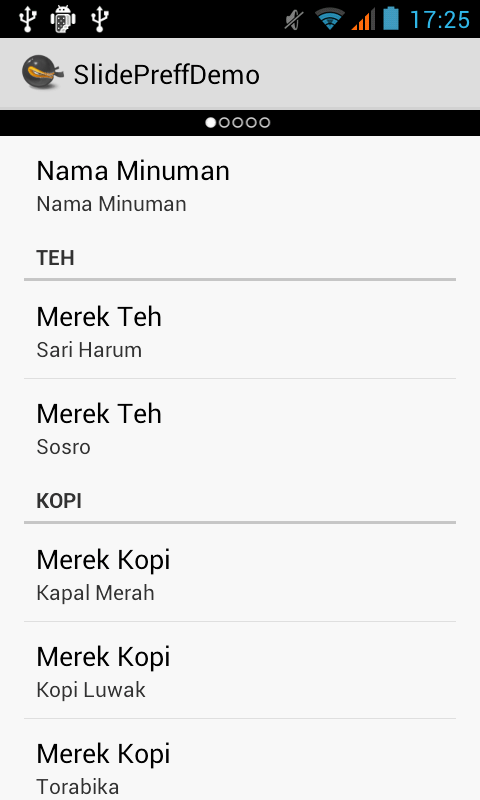 17:25
SlidePreffDemo
Nama Minuman
Nama Minuman
TEH
Merek Teh
Sari Harum
Merek Teh
Sosro
KOPI
Merek Kopi
Kapal Merah
Merek Kopi
Kopi Luwak
Merek Kopi
Torabika